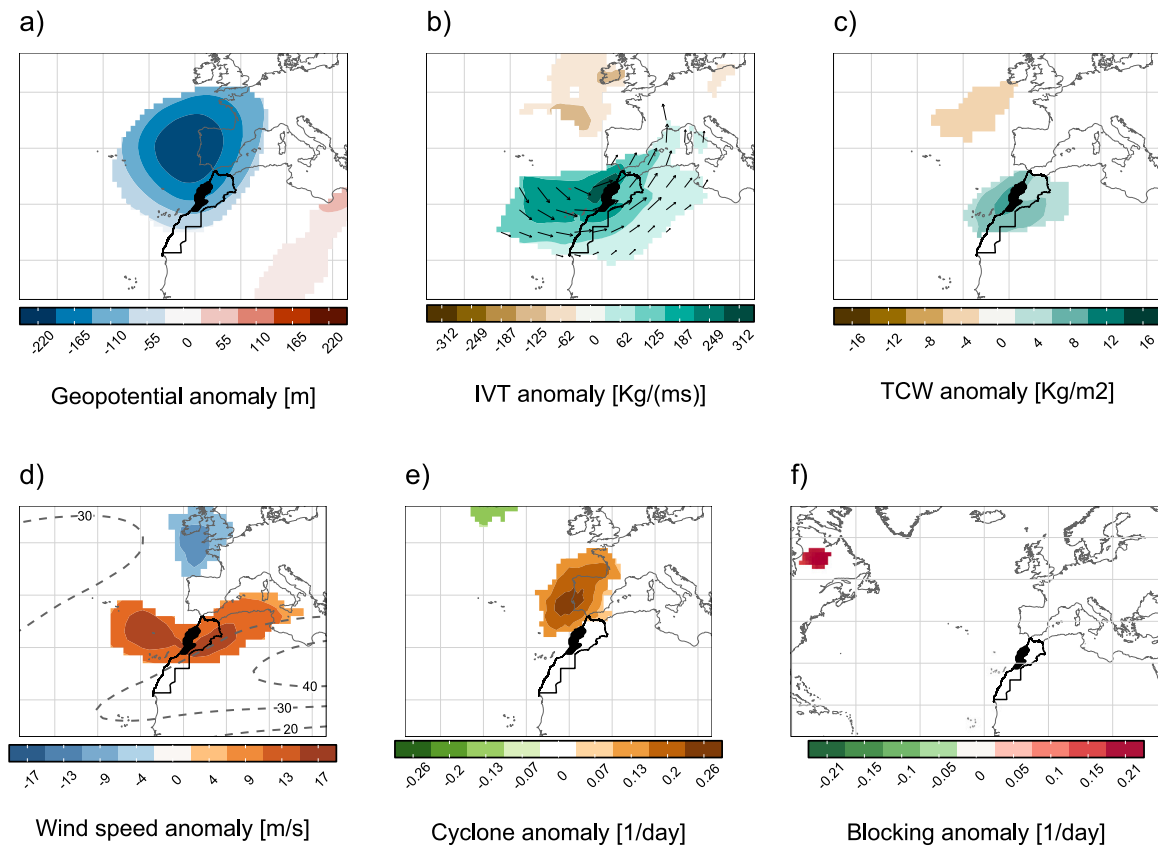 a)
b)
c)
-220 -165 -110 -55 0 55 110 165 220
-312 -249 -187 -125 -62 0 62 125 187 249 312
-16 -12 -8 -4 0 4 8 12 16
Geopotential anomaly [m]
IVT anomaly [Kg/(ms)]
TCW anomaly [Kg/m2]
d)
e)
f)
30
40
30
20
-17 -13 -9 -4 0 4 9 13 17
-0.26 -0.2 -0.13 -0.07 0 0.07 0.13 0.2 0.26
-0.21 -0.15 -0.1 -0.05 0 0.05 0.1 0.15 0.21
Wind speed anomaly [m/s]
Cyclone anomaly [1/day]
Blocking anomaly [1/day]